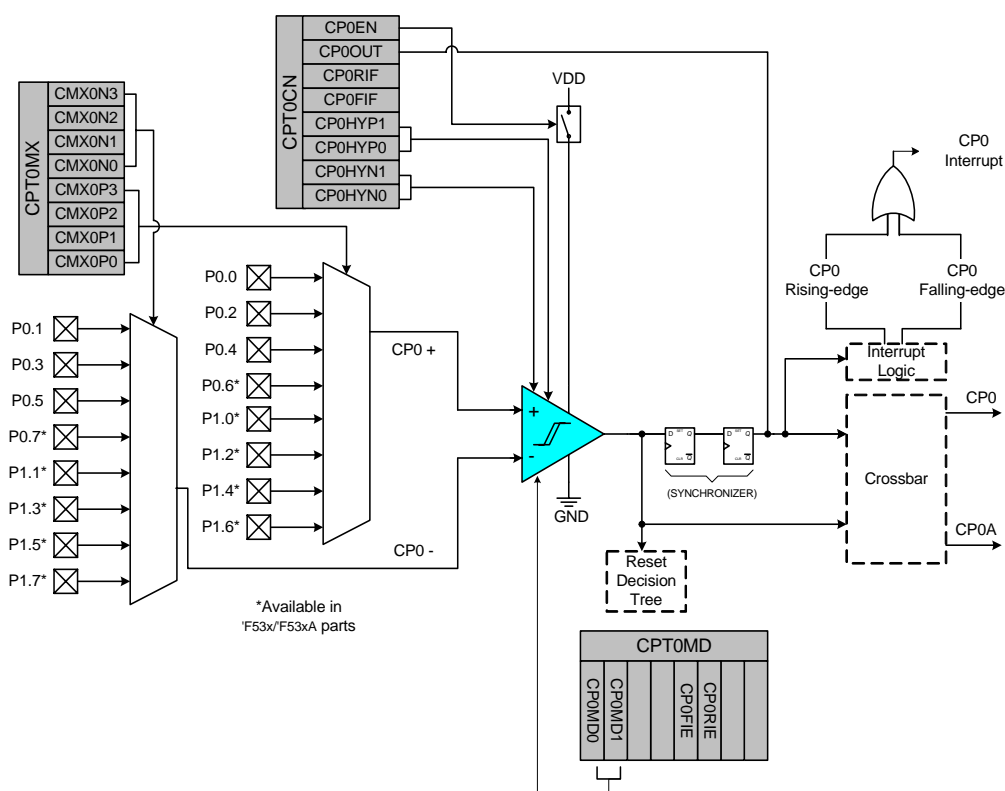 CPT0CN
CP0EN
CP0OUT
CP0RIF
CP0FIF
CP0HYP1
CP0HYP0
CP0HYN1
CP0HYN0
VDD
CPT0MX
CMX0N3
CMX0N2
CMX0N1
CMX0N0
CMX0P3
CMX0P2
CMX0P1
CMX0P0
CP0
Interrupt
CP0
Rising-edge
CP0
Falling-edge
Interrupt
Logic
P0.0
P0.2
P0.4
P0.6*
P1.0*
P1.2*
P1.4*
P1.6*
P0.1
P0.3
P0.5
P0.7*
P1.1*
P1.3*
P1.5*
P1.7*
CP0 +
CP0 -
+
-
GND
D SET Q
CLR Q
D SET Q
CLR Q
(SYNCHRONIZER)
Crossbar
CP0
CP0A
Reset
Decision
Tree
*Available in
'F53x/'F53xA parts
CPT0MD
CP0MD0
CP0MD1
CP0FIE
CP0RIE